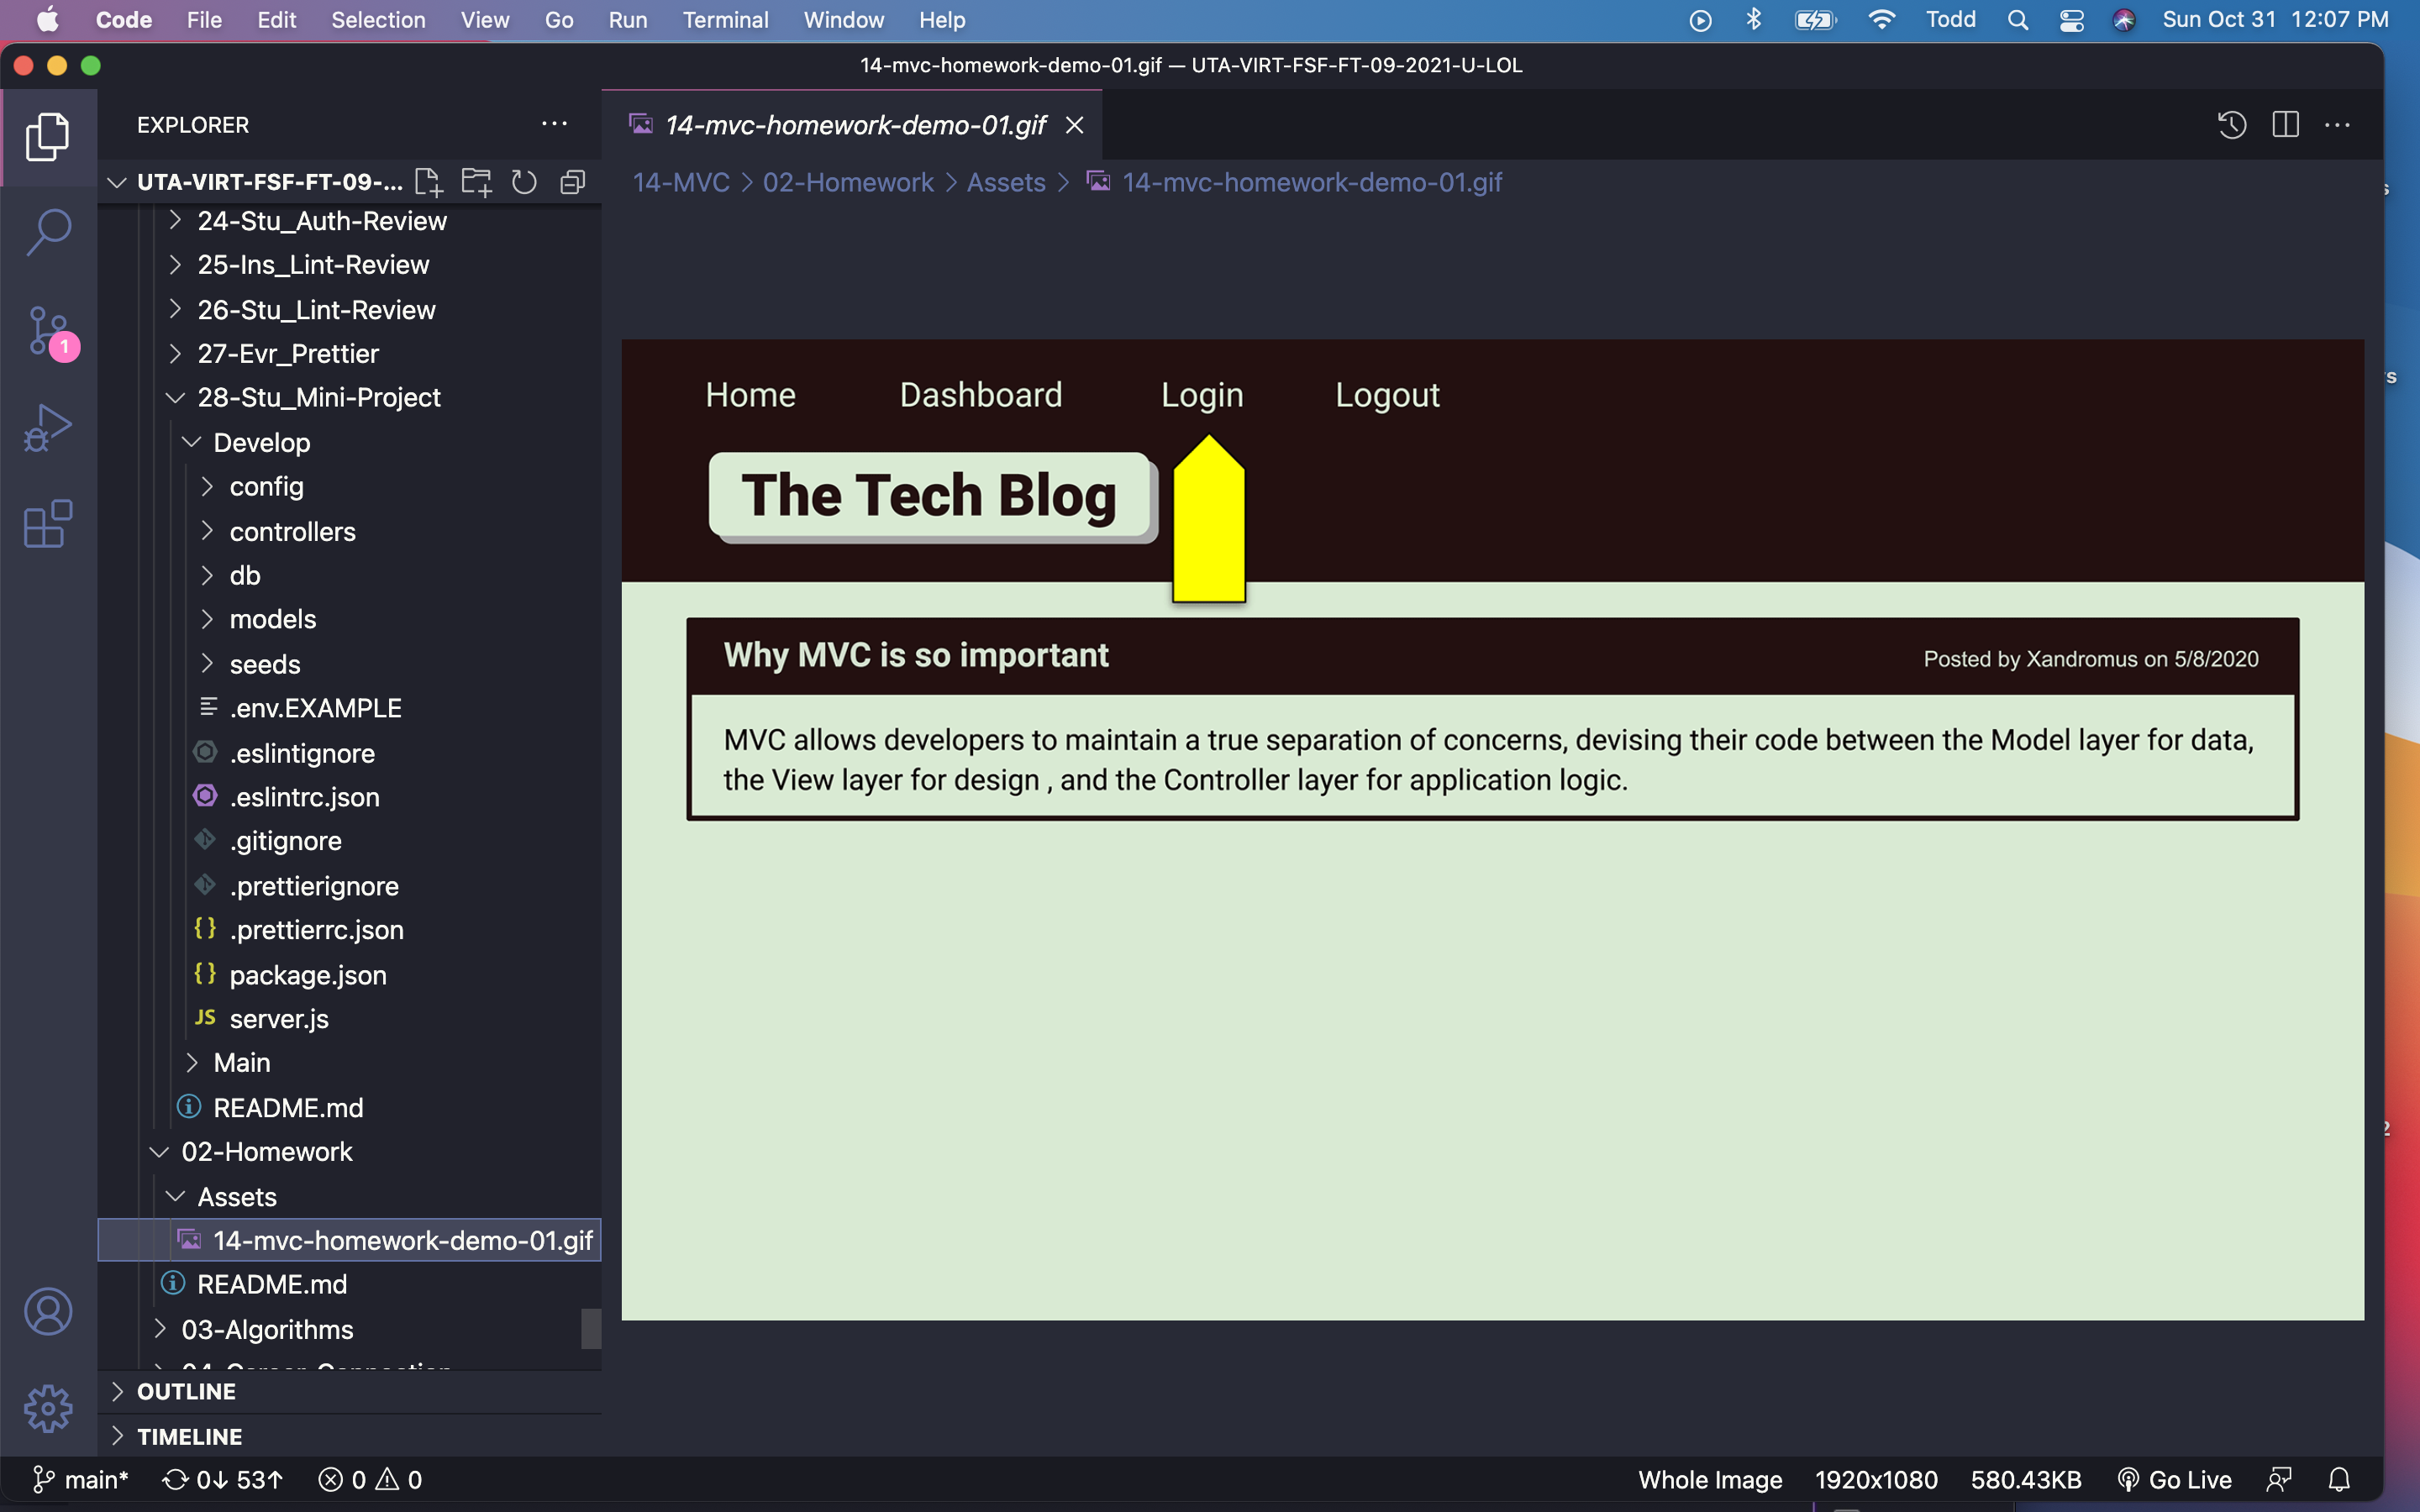 Code File Edit Selection View Go Run Terminal Window Help Todd Sun Oct 31 12:07 PM
14-mvc-homework-demo-01.gif — UTA-VIRT-FSF-FT-09-2021-U-LOL
EXPLORER
UTA-VIRT-FSF-FT-09-...
24-Stu_Auth-Review
25-Ins_Lint-Review
26-Stu_Lint-Review
27-Evr_Prettier
28-Stu_Mini-Project
Develop
config
controllers
db
models
seeds
.env.EXAMPLE
.eslintignore
.eslintrc.json
.gitignore
.prettierignore
{} .prettierrc.json
{} package.json
JS server.js
Main
README.md
02-Homework
Assets
14-mvc-homework-demo-01.gif
README.md
03-Algorithms
04-Career-Connection
OUTLINE
TIMELINE
1
14-mvc-homework-demo-01.gif
14-MVC > 02-Homework > Assets > 14-mvc-homework-demo-01.gif
Home Dashboard Login Logout
The Tech Blog
Why MVC is so important
Posted by Xandromus on 5/8/2020
MVC allows developers to maintain a true separation of concerns, devising their code between the Model layer for data,
the View layer for design , and the Controller layer for application logic.
main* 0↓ 53↑ 0 0 Whole Image 1920x1080 580.43KB Go Live